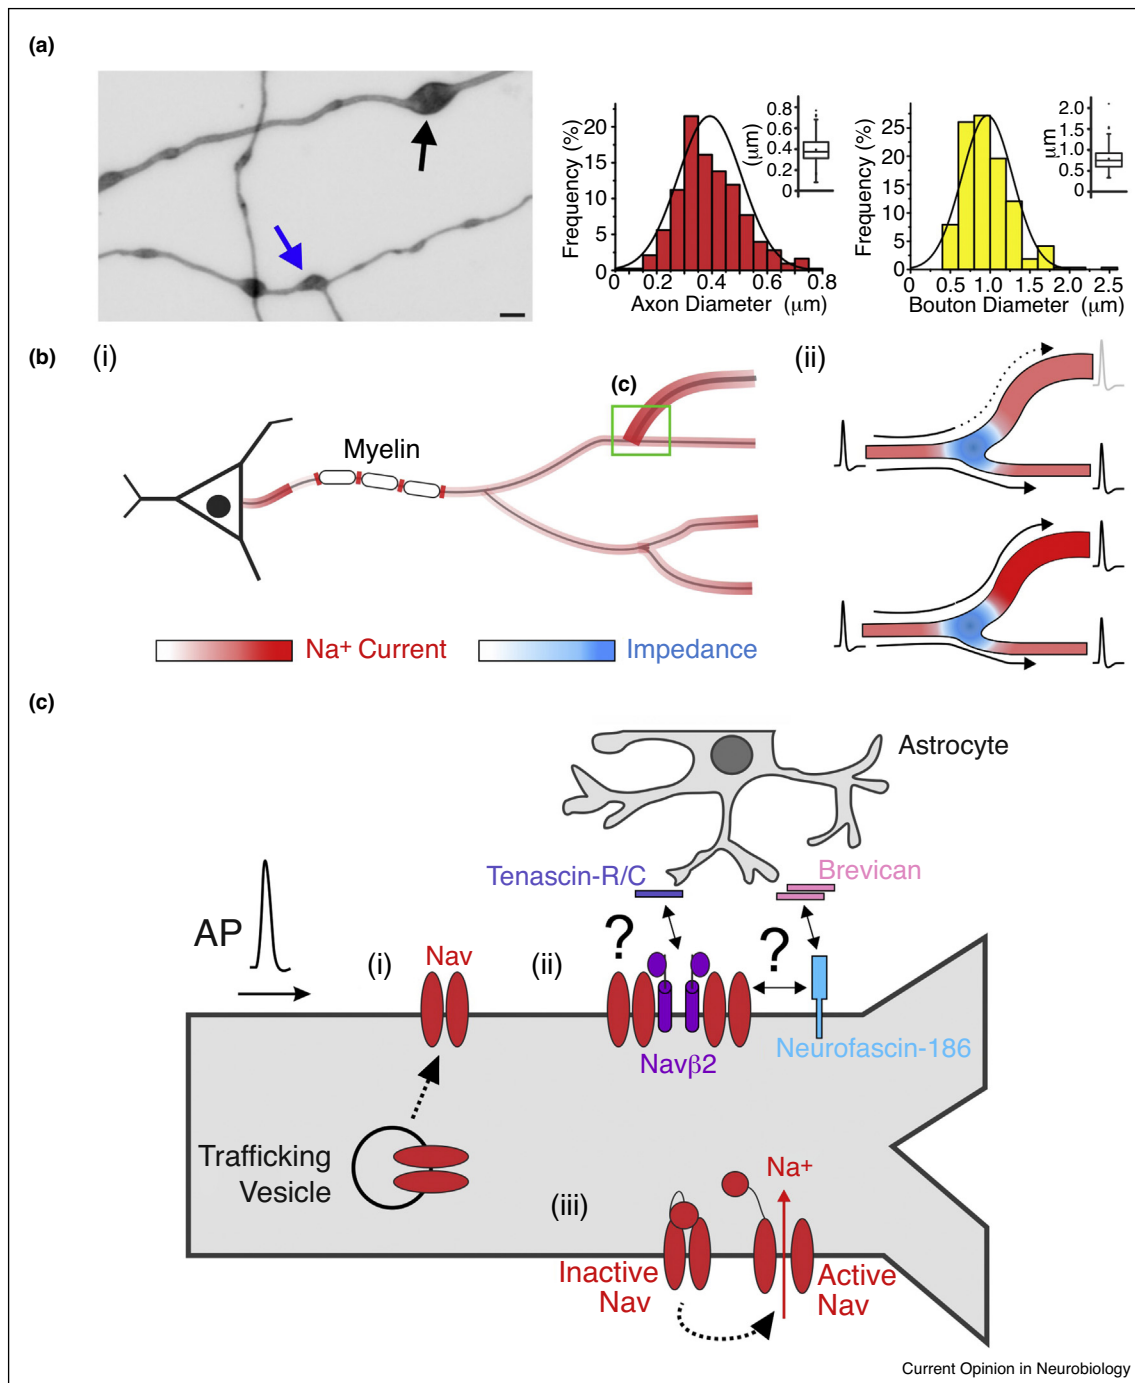 (a)
Frequency (%)
20
15
10
5
0
0
0.2
0.4
0.6
0.8
Axon Diameter (μm)
(μm)
0.8
0.6
0.4
0.2
0
Frequency (%)
25
20
15
10
5
0
0
0.5
1.0
1.5
2.0
2.5
Bouton Diameter (μm)
μm
2.0
1.5
1.0
0.5
0
(b)
(i)
(ii)
(c)
Myelin
Na+ Current
Impedance
(c)
Astrocyte
Tenascin-R/C
Brevican
AP
?
?
(i)
Nav
(ii)
Navβ2
Neurofascin-186
Trafficking
Vesicle
(iii)
Na+
Inactive
Nav
Active
Nav
Current Opinion in Neurobiology